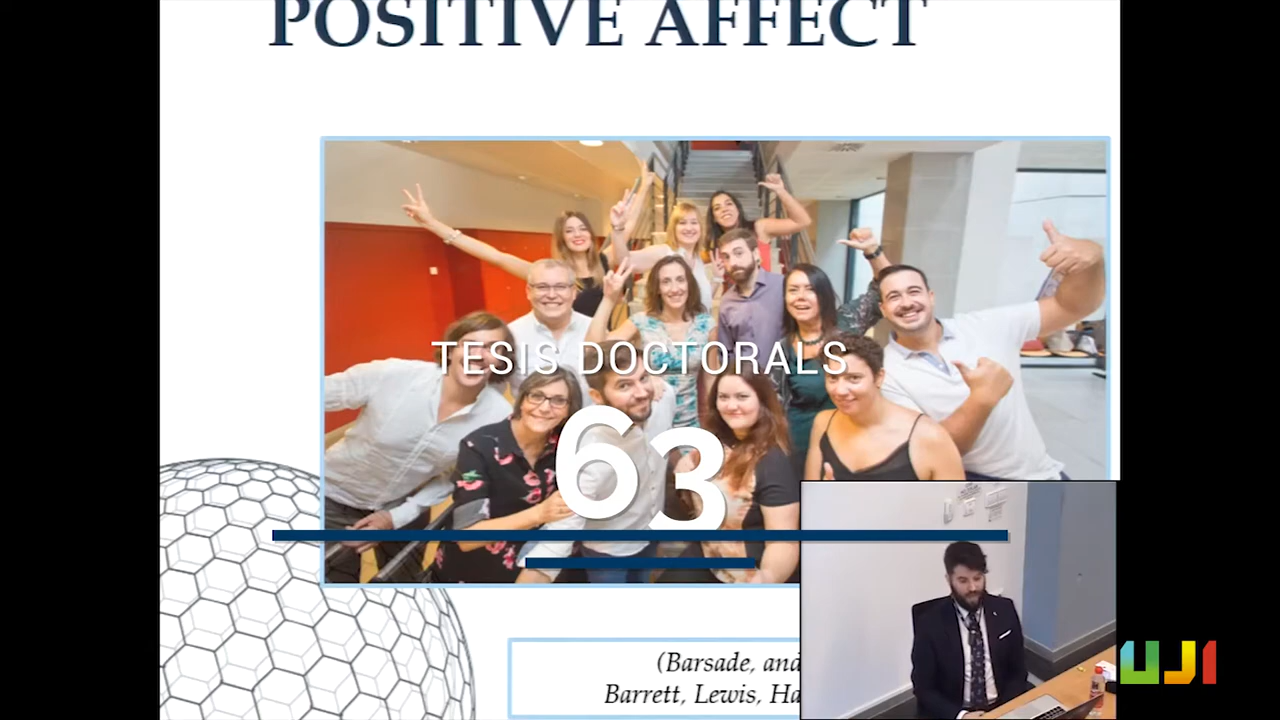 POSITIVE AFFECT
TESIS DOCTORALS
63
(Barsade, and
Barrett, Lewis, Ha
UJI